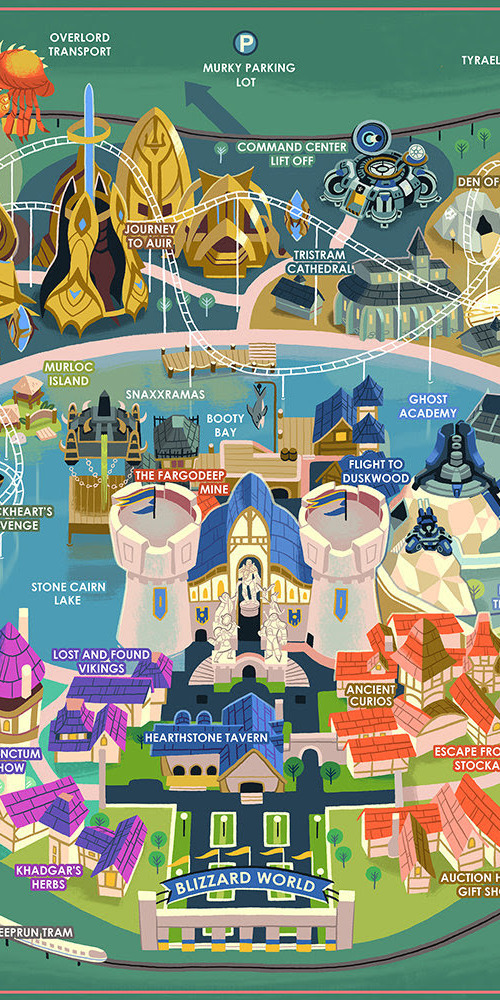 OVERLORD
TRANSPORT
P
MURKY PARKING
LOT
TYRAEL
COMMAND CENTER
LIFT OFF
DEN OF
JOURNEY
TO AUIR
TRISTRAM
CATHEDRAL
MURLOC
ISLAND
SNAXXRAMAS
BOOTY
BAY
GHOST
ACADEMY
THE FARGODEEP
MINE
FLIGHT TO
DUSKWOOD
CKHEART'S
VENGE
STONE CAIRN
LAKE
LOST AND FOUND
VIKINGS
ANCIENT
CURIOS
HEARTHSTONE TAVERN
NCTUM
HOW
ESCAPE FRO
STOCKA
KHADGAR'S
HERBS
AUCTION H
GIFT SHO
BLIZZARD WORLD
EEPRUN TRAM